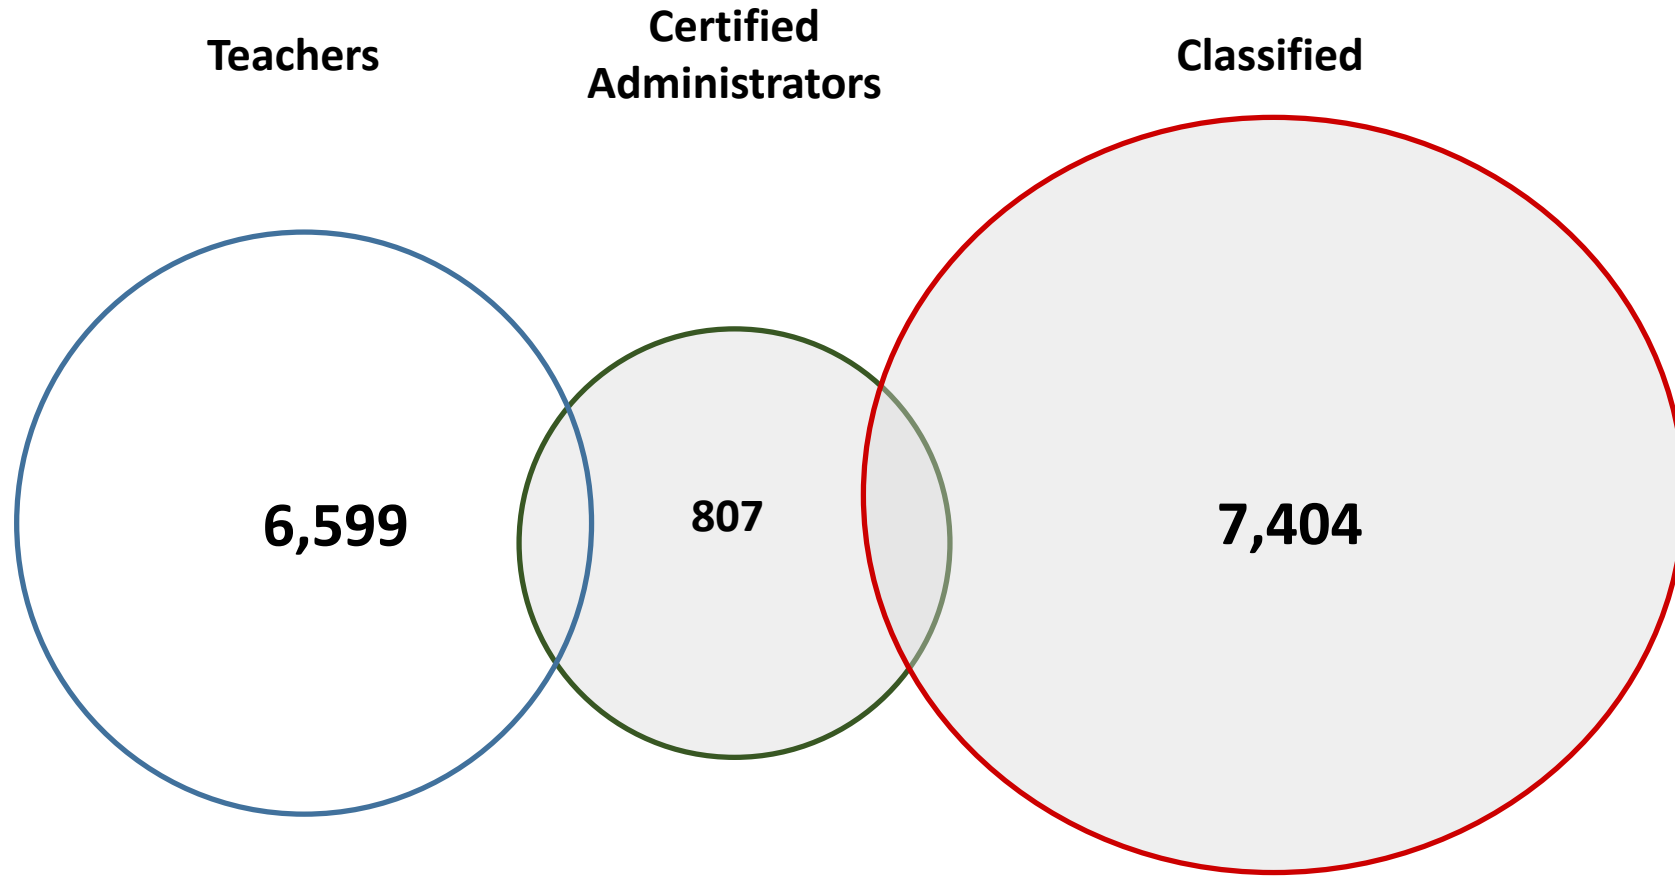 Teachers
Certified
Administrators
Classified
6,599
807
7,404